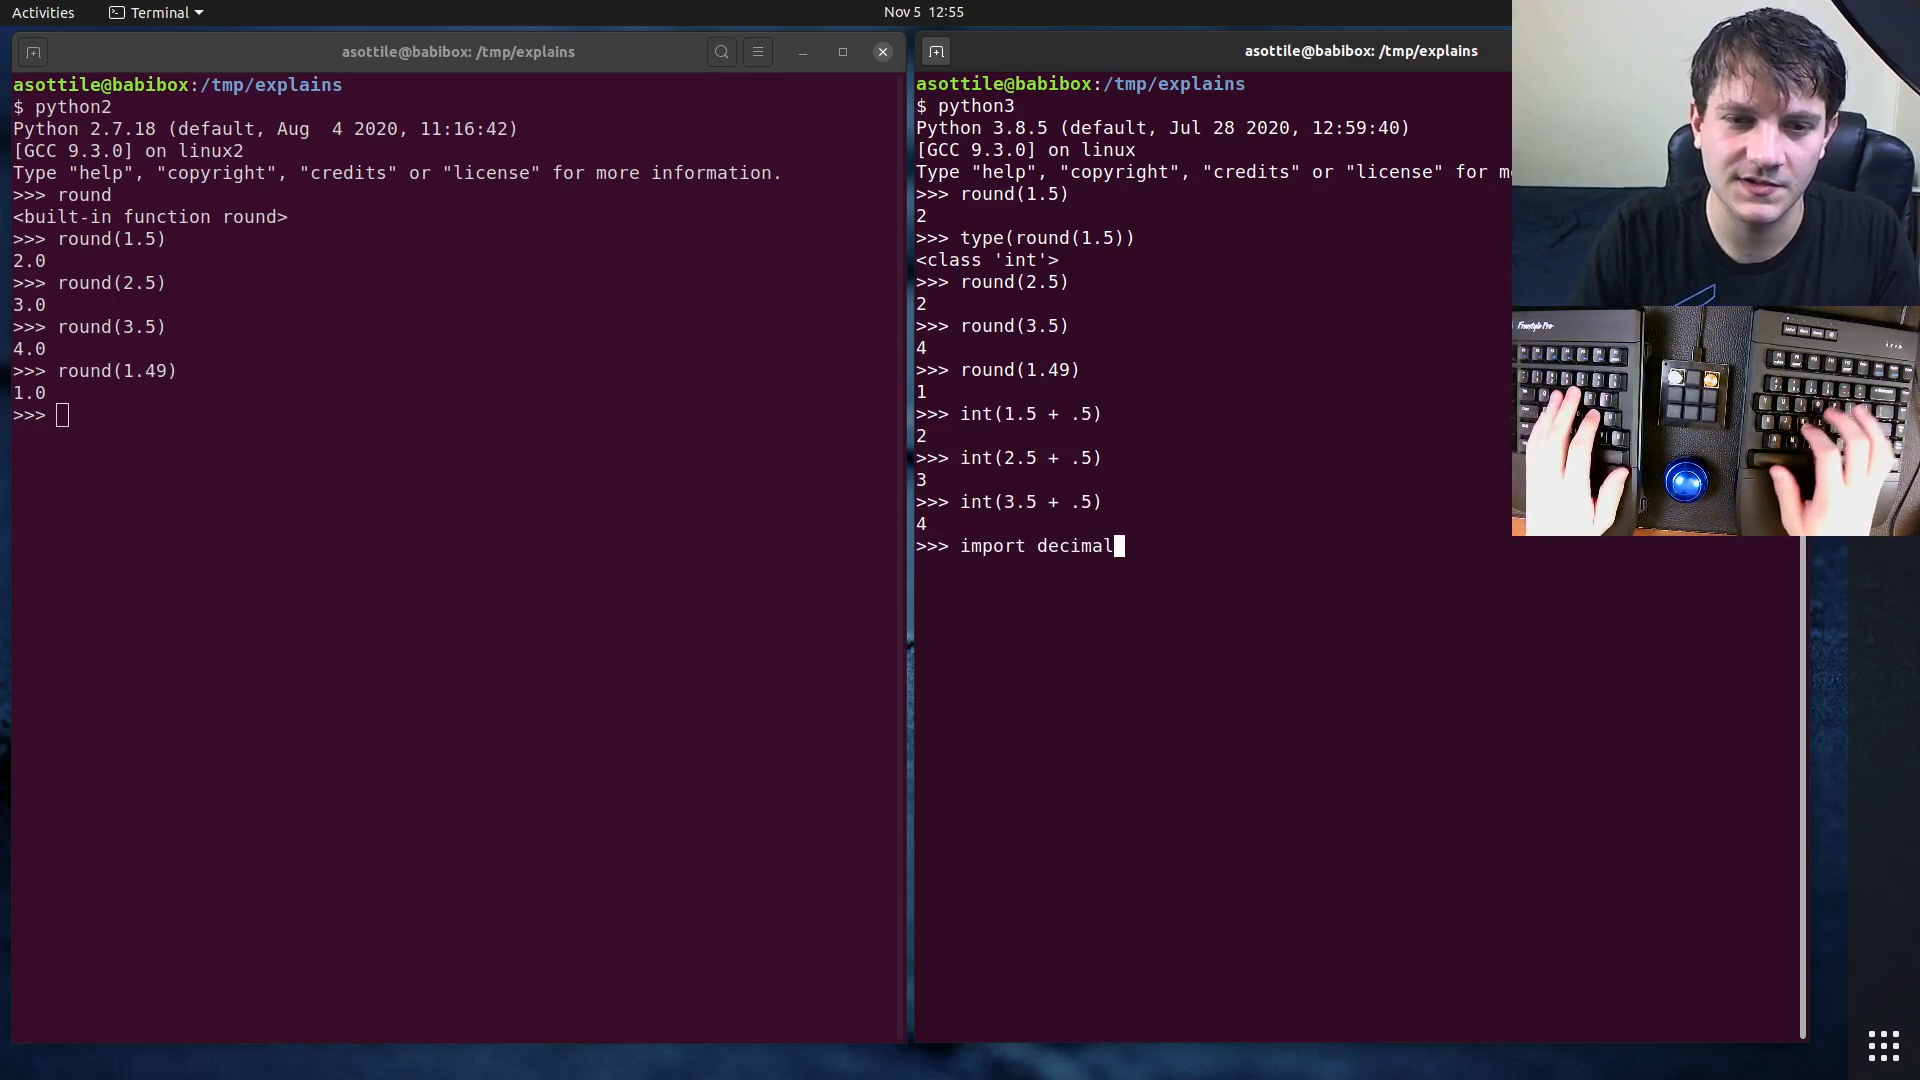 Activities
Terminal
Nov 5 12:55
asottile@babibox: /tmp/explains
asottile@babibox:/tmp/explains
$ python2
Python 2.7.18 (default, Aug  4 2020, 11:16:42)
[GCC 9.3.0] on linux2
Type "help", "copyright", "credits" or "license" for more information.
>>> round
<built-in function round>
>>> round(1.5)
2.0
>>> round(2.5)
3.0
>>> round(3.5)
4.0
>>> round(1.49)
1.0
>>>
asottile@babibox: /tmp/explains
asottile@babibox:/tmp/explains
$ python3
Python 3.8.5 (default, Jul 28 2020, 12:59:40)
[GCC 9.3.0] on linux
Type "help", "copyright", "credits" or "license" for m
>>> round(1.5)
2
>>> type(round(1.5))
<class 'int'>
>>> round(2.5)
2
>>> round(3.5)
4
>>> round(1.49)
1
>>> int(1.5 + .5)
2
>>> int(2.5 + .5)
3
>>> int(3.5 + .5)
4
>>> import decimal
Freestyle Pro